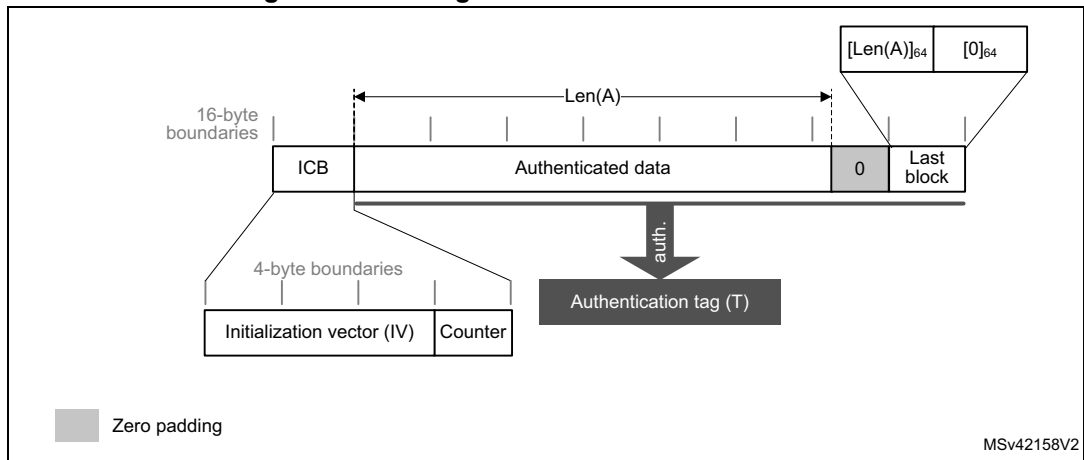 [Len(A)]64 [0]64
Len(A)
16-byte
boundaries
ICB Authenticated data 0 Last
block
auth.
4-byte boundaries
Authentication tag (T)
Initialization vector (IV) Counter
Zero padding
MSv42158V2